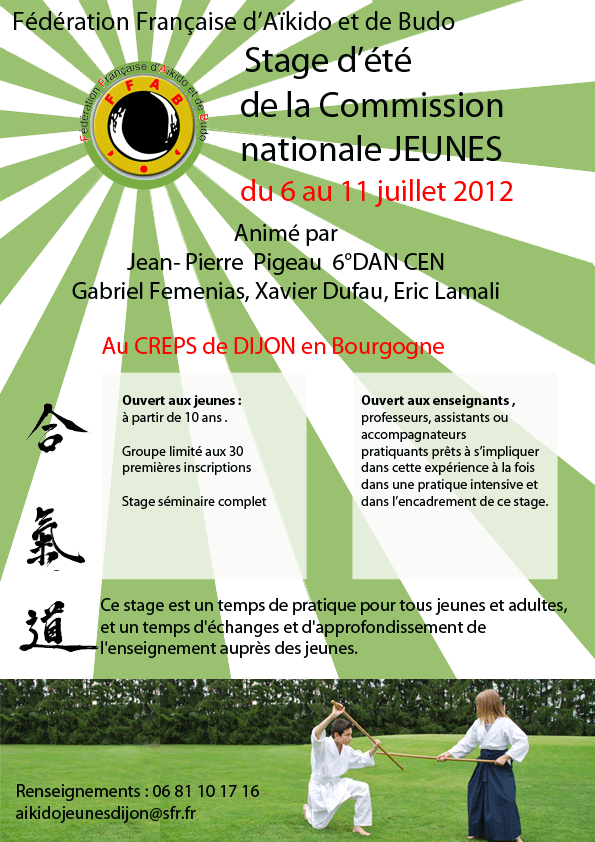 Fédération Française d'Aïkido et de Budo
Fédération Française d'Aïkido et de Budo
FFAB
Stage d'été
de la Commission
nationale JEUNES
du 6 au 11 juillet 2012
Animé par
Jean- Pierre Pigeau 6°DAN CEN
Gabriel Femenias, Xavier Dufau, Eric Lamali
Au CREPS de DIJON en Bourgogne
Ouvert aux jeunes :
à partir de 10 ans .
Groupe limité aux 30
premières inscriptions
Stage séminaire complet
Ouvert aux enseignants ,
professeurs, assistants ou
accompagnateurs
pratiquants prêts à s'impliquer
dans cette expérience à la fois
dans une pratique intensive et
dans l'encadrement de ce stage.
合
氣
道
Ce stage est un temps de pratique pour tous jeunes et adultes,
et un temps d'échanges et d'approfondissement de
l'enseignement auprès des jeunes.
Renseignements : 06 81 10 17 16
aikidojeunesdijon@sfr.fr